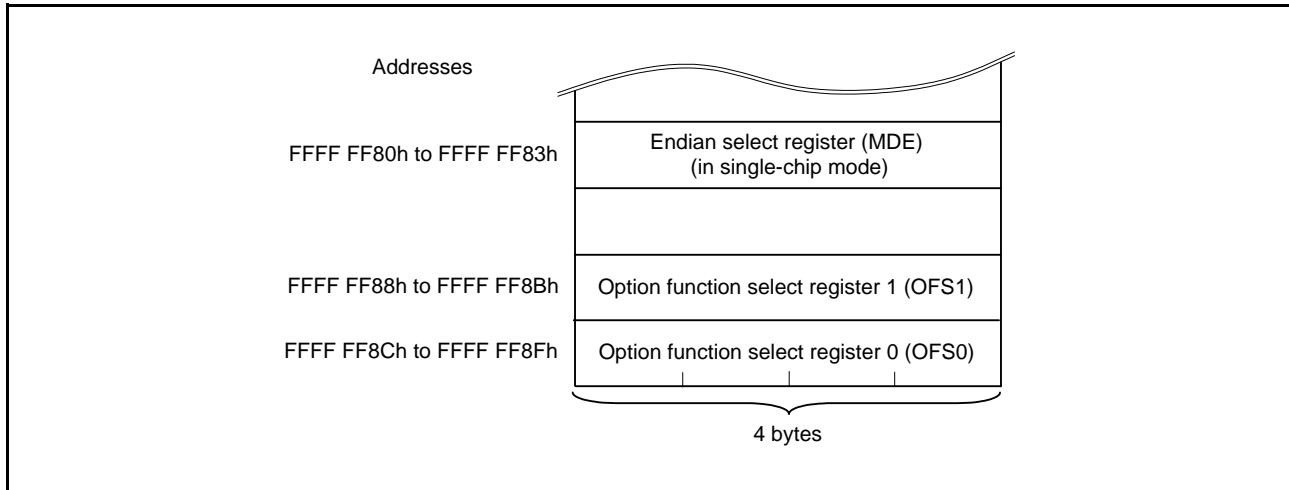 Addresses
FFFF FF80h to FFFF FF83h
Endian select register (MDE)
(in single-chip mode)
FFFF FF88h to FFFF FF8Bh
Option function select register 1 (OFS1)
FFFF FF8Ch to FFFF FF8Fh
Option function select register 0 (OFS0)
4 bytes